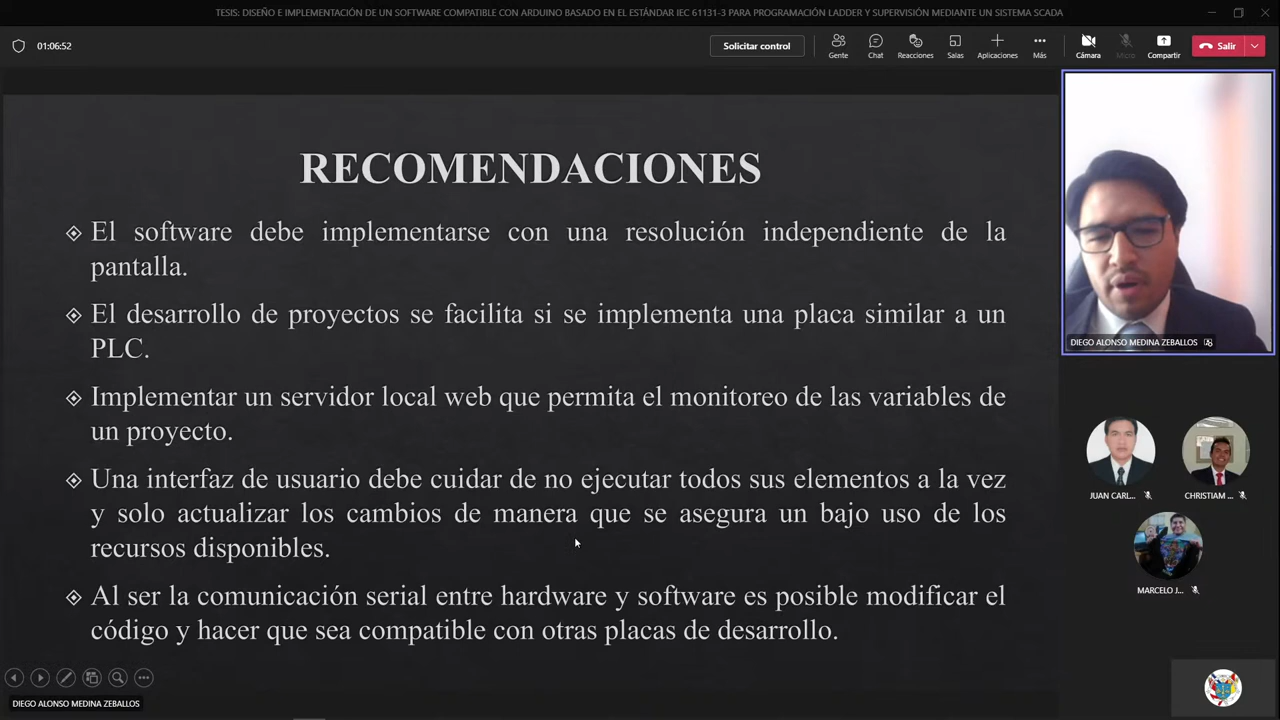 TESIS: DISEÑO E IMPLEMENTACIÓN DE UN SOFTWARE COMPATIBLE CON ARDUINO BASADO EN EL ESTÁNDAR IEC 61131-3 PARA PROGRAMACIÓN LADDER Y SUPERVISIÓN MEDIANTE UN SISTEMA SCADA
01:06:52
Solicitar control
Gente
Chat
Reacciones
Salas
Aplicaciones
Más
Cámara
Micro
Compartir
Salir
RECOMENDACIONES
El software debe implementarse con una resolución independiente de la
pantalla.
El desarrollo de proyectos se facilita si se implementa una placa similar a un
PLC.
Implementar un servidor local web que permita el monitoreo de las variables de
un proyecto.
Una interfaz de usuario debe cuidar de no ejecutar todos sus elementos a la vez
y solo actualizar los cambios de manera que se asegura un bajo uso de los
recursos disponibles.
Al ser la comunicación serial entre hardware y software es posible modificar el
código y hacer que sea compatible con otras placas de desarrollo.
DIEGO ALONSO MEDINA ZEBALLOS
JUAN CARL...
CHRISTIAM ...
MARCELO J...
DIEGO ALONSO MEDINA ZEBALLOS